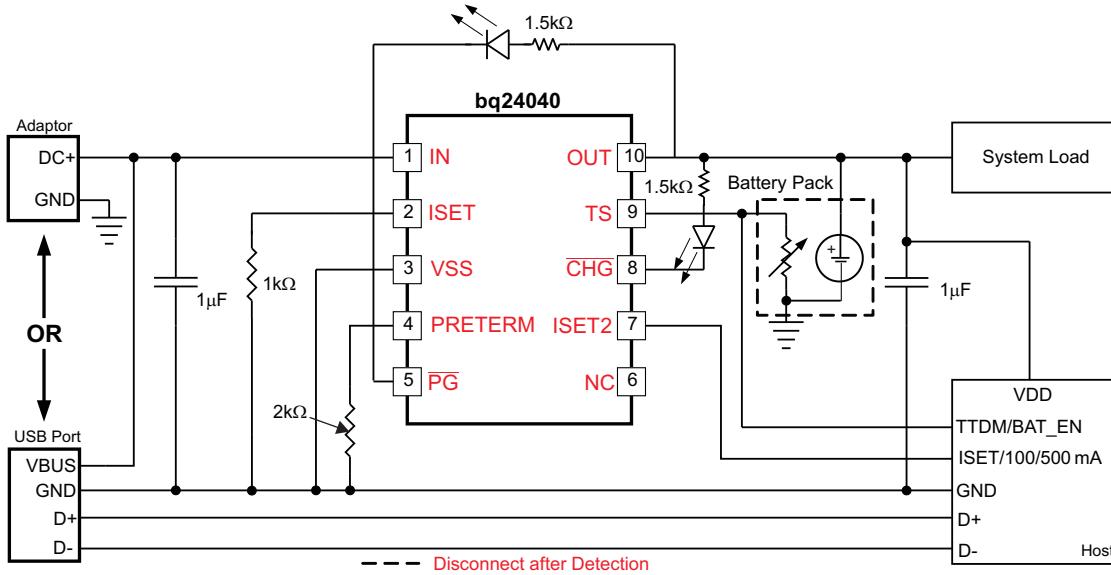 1.5kΩ
bq24040
Adaptor
DC+
GND
OR
USB Port
VBUS
GND
D+
D-
1μF
1kΩ
2kΩ
1 IN
2 ISET
3 VSS
4 PRETERM
5 PG
OUT 10
TS 9
CHG 8
ISET2 7
NC 6
1.5kΩ
Battery Pack
+
1μF
System Load
VDD
TTDM/BAT_EN
ISET/100/500 mA
GND
D+
D-
Host
Disconnect after Detection